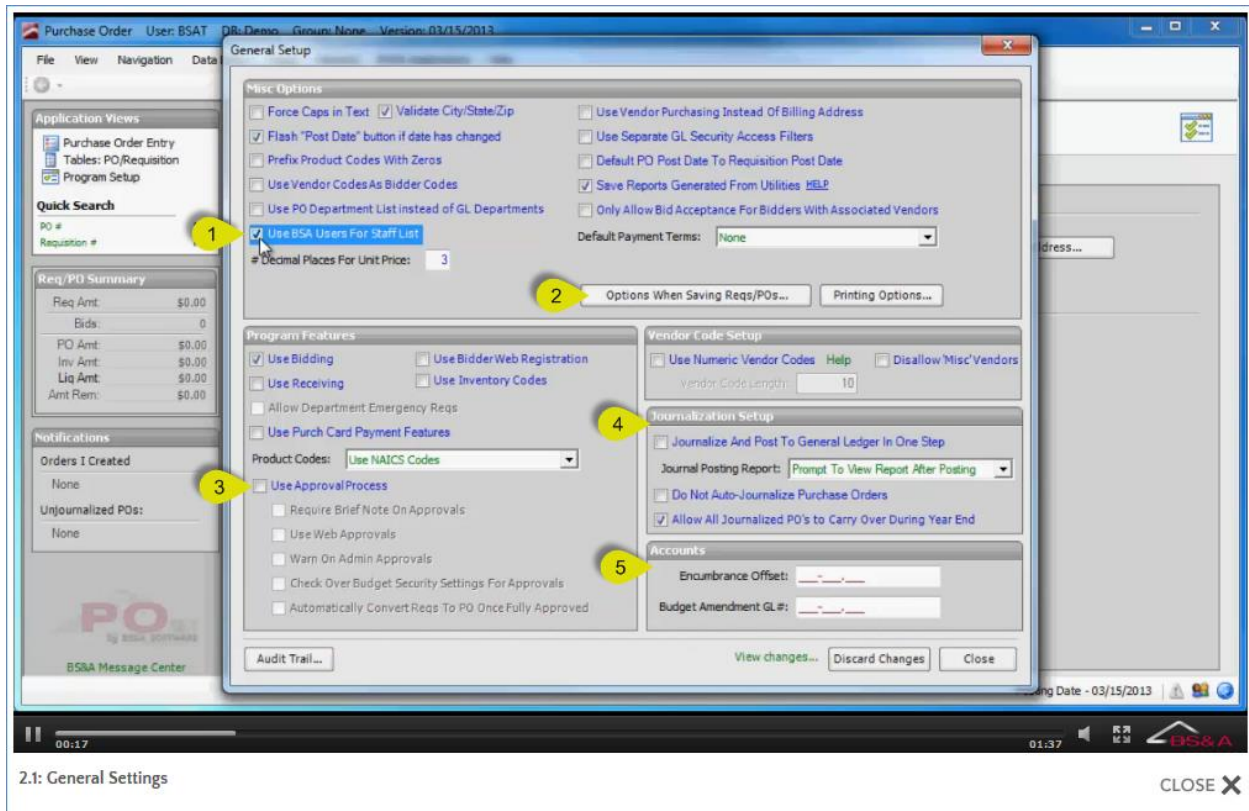 Purchase Order User: BSAT DB: Demo Group: None Version: 03/15/2013
File View Navigation Data
General Setup
Application Views
Purchase Order Entry
Tables: PO/Requisition
Program Setup
Quick Search
PO #
Requisition #
Req/PO Summary
Req Amt: $0.00
Bids: 0
PO Amt: $0.00
Inv Amt: $0.00
Liq Amt: $0.00
Amt Rem: $0.00
Notifications
Orders I Created
None
Unjournalized POs:
None
PO
by BS&A SOFTWARE
BS&A Message Center
Misc Options
Force Caps in Text Validate City/State/Zip
Flash "Post Date" button if date has changed
Prefix Product Codes With Zeros
Use Vendor Codes As Bidder Codes
Use PO Department List instead of GL Departments
1 Use BSA Users For Staff List
# Decimal Places For Unit Price: 3
Use Vendor Purchasing Instead Of Billing Address
Use Separate GL Security Access Filters
Default PO Post Date To Requisition Post Date
Save Reports Generated From Utilities HELP
Only Allow Bid Acceptance For Bidders With Associated Vendors
Default Payment Terms: None
2 Options When Saving Reqs/POs... Printing Options...
Program Features
Use Bidding Use BidderWeb Registration
Use Receiving Use Inventory Codes
Allow Department Emergency Reqs
Use Purch Card Payment Features
Product Codes: Use NAICS Codes
3 Use Approval Process
Require Brief Note On Approvals
Use Web Approvals
Warn On Admin Approvals
Check Over Budget Security Settings For Approvals
Automatically Convert Reqs To PO Once Fully Approved
Vendor Code Setup
Use Numeric Vendor Codes Help Disallow 'Misc' Vendors
Vendor Code Length: 10
4 Journalization Setup
Journalize And Post To General Ledger In One Step
Journal Posting Report: Prompt To View Report After Posting
Do Not Auto-Journalize Purchase Orders
Allow All Journalized PO's to Carry Over During Year End
5 Accounts
Encumbrance Offset: __-__.__
Budget Amendment GL#: __-__.__
Audit Trail... View changes... Discard Changes Close
dress...
Date - 03/15/2013
00:17 01:37 BS&A
2.1: General Settings
CLOSE X